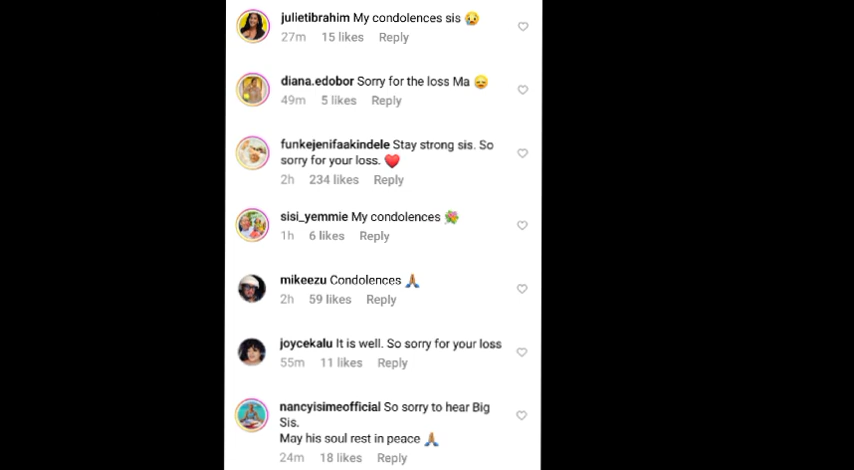 julietibrahim My condolences sis 😥
27m 15 likes Reply
diana.edobor Sorry for the loss Ma 😞
49m 5 likes Reply
funkejenifaakindele Stay strong sis. So
sorry for your loss. ❤️
2h 234 likes Reply
sisi_yemmie My condolences 💐
1h 6 likes Reply
mikeezu Condolences 🙏🏽
2h 59 likes Reply
joycekalu It is well. So sorry for your loss
55m 11 likes Reply
nancyisimeofficial So sorry to hear Big
Sis.
May his soul rest in peace 🙏🏽
24m 18 likes Reply